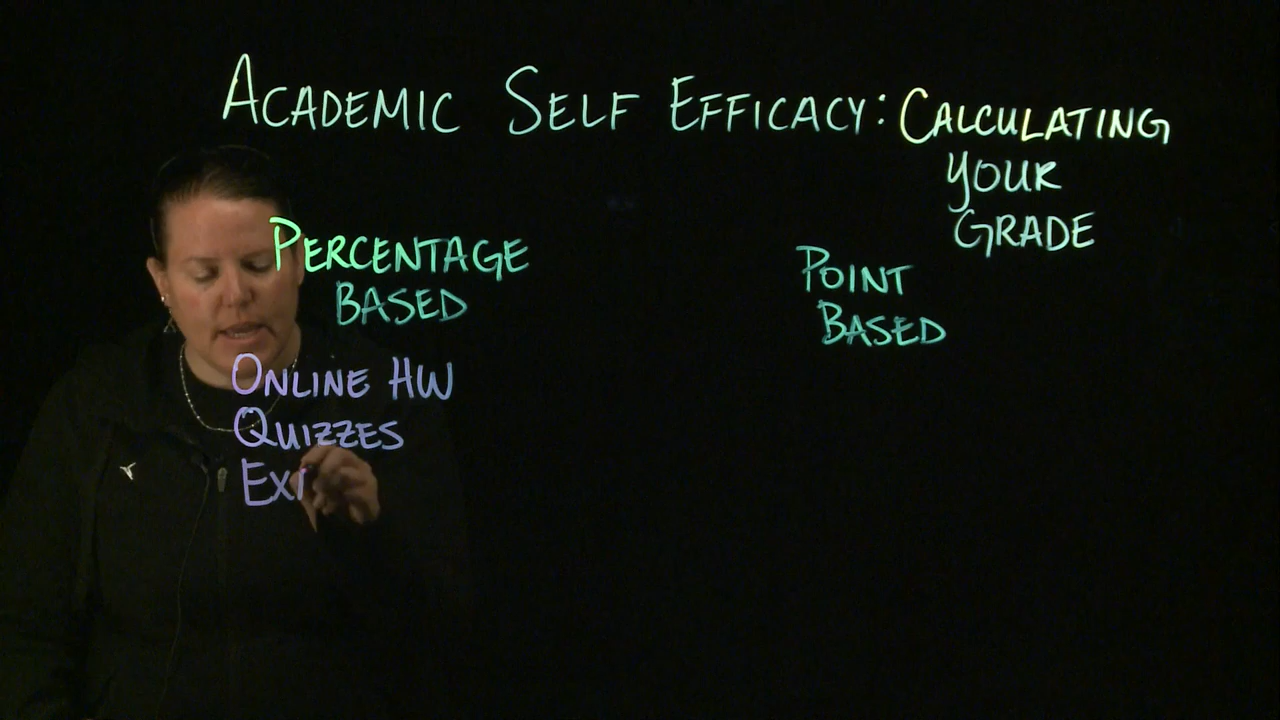 ACADEMIC SELF EFFICACY: CALCULATING
YOUR
GRADE
PERCENTAGE
BASED
POINT
BASED
ONLINE HW
QUIZZES